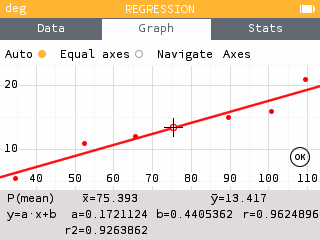 deg REGRESSION
Data Graph Stats
Auto Equal axes Navigate Axes
20
10
OK
40 50 60 70 80 90 100 110
P(mean) x̄=75.393 ȳ=13.417
y=a·x+b a=0.1721124 b=0.4405362 r=0.9624896
r2=0.9263862